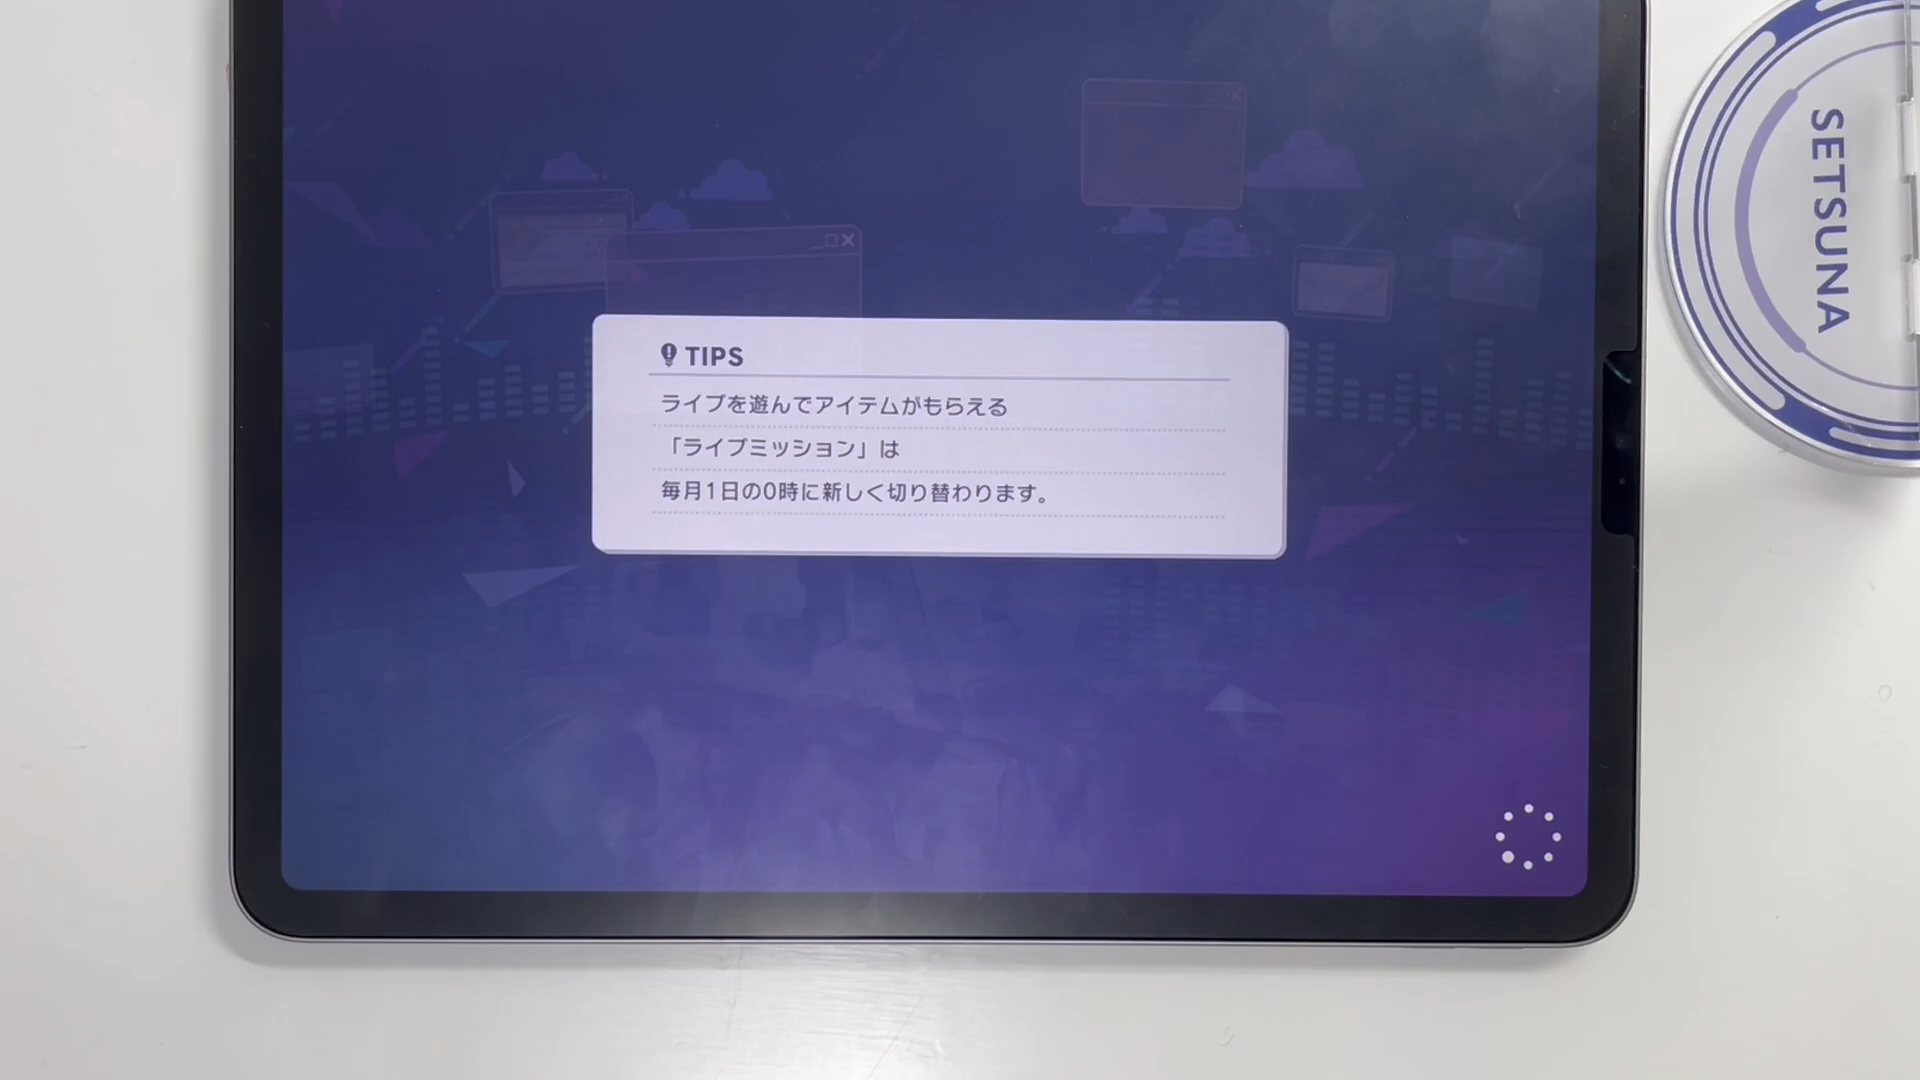 TIPS
ライブを遊んでアイテムがもらえる
「ライブミッション」は
毎月1日の0時に新しく切り替わります。
SETSUNA